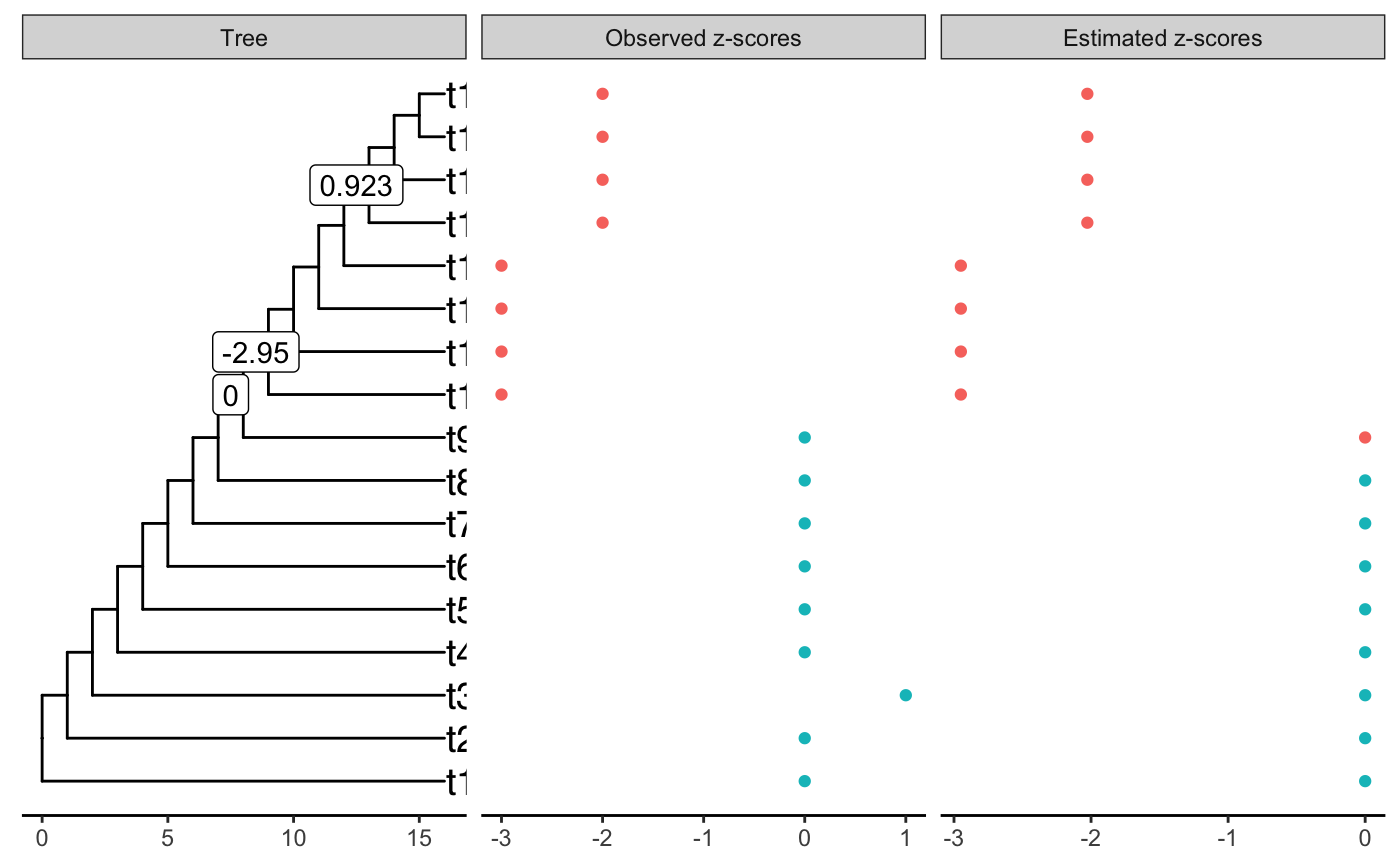 Tree
Observed z-scores
Estimated z-scores
t1
t1
0.923
t1
t1
t1
t1
-2.95
t1
0
t1
t9
t8
t7
t6
t5
t4
t3
t2
t1
0 5 10 15
-3 -2 -1 0 1
-3 -2 -1 0